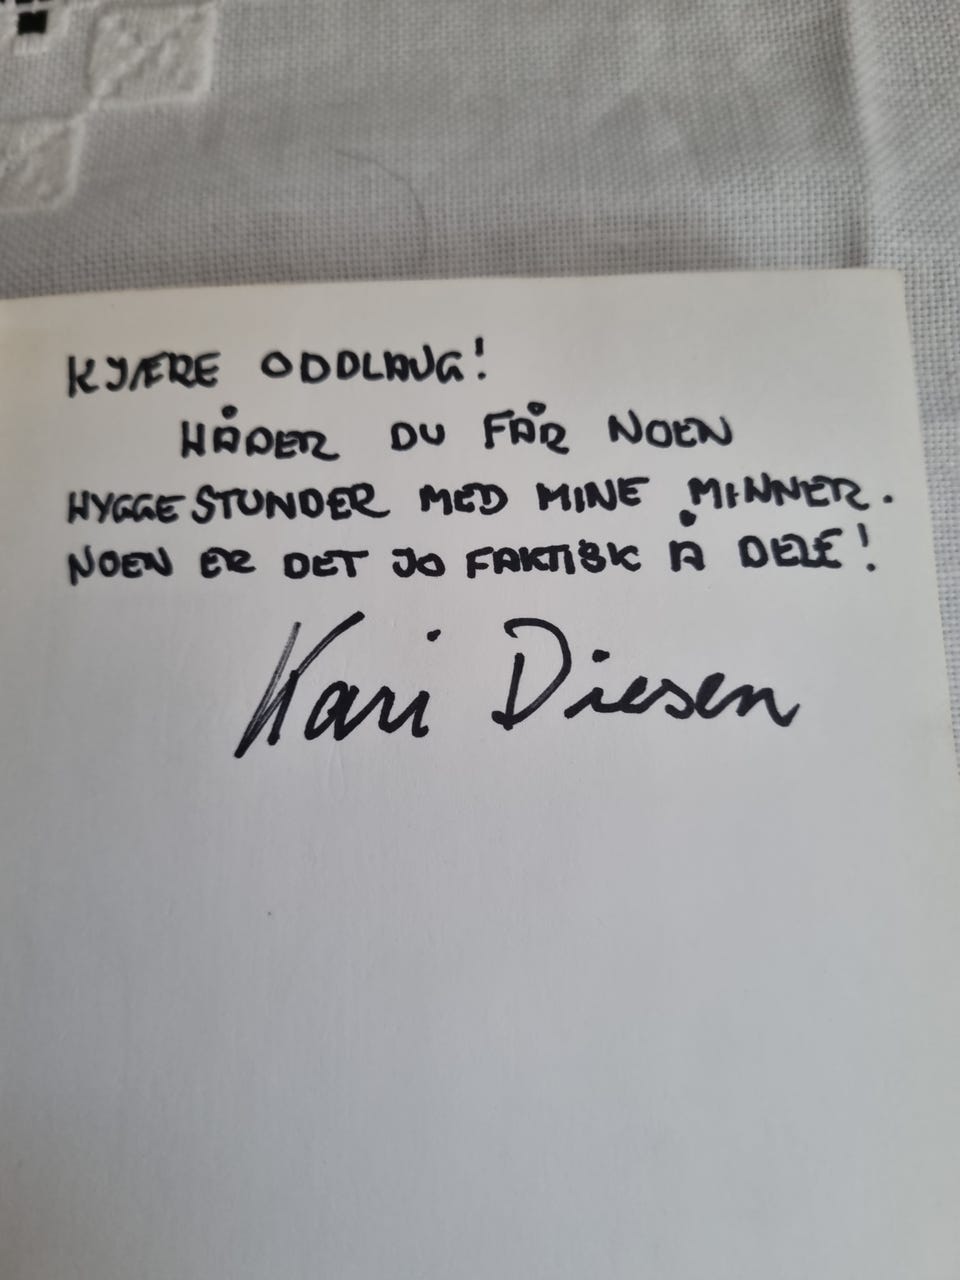 KJÆRE ODDLAUG!
HÅPER DU FÅR NOEN
HYGGESTUNDER MED MINE MINNER.
NOEN ER DET JO FAKTISK Å DELE!
Kari Diesen